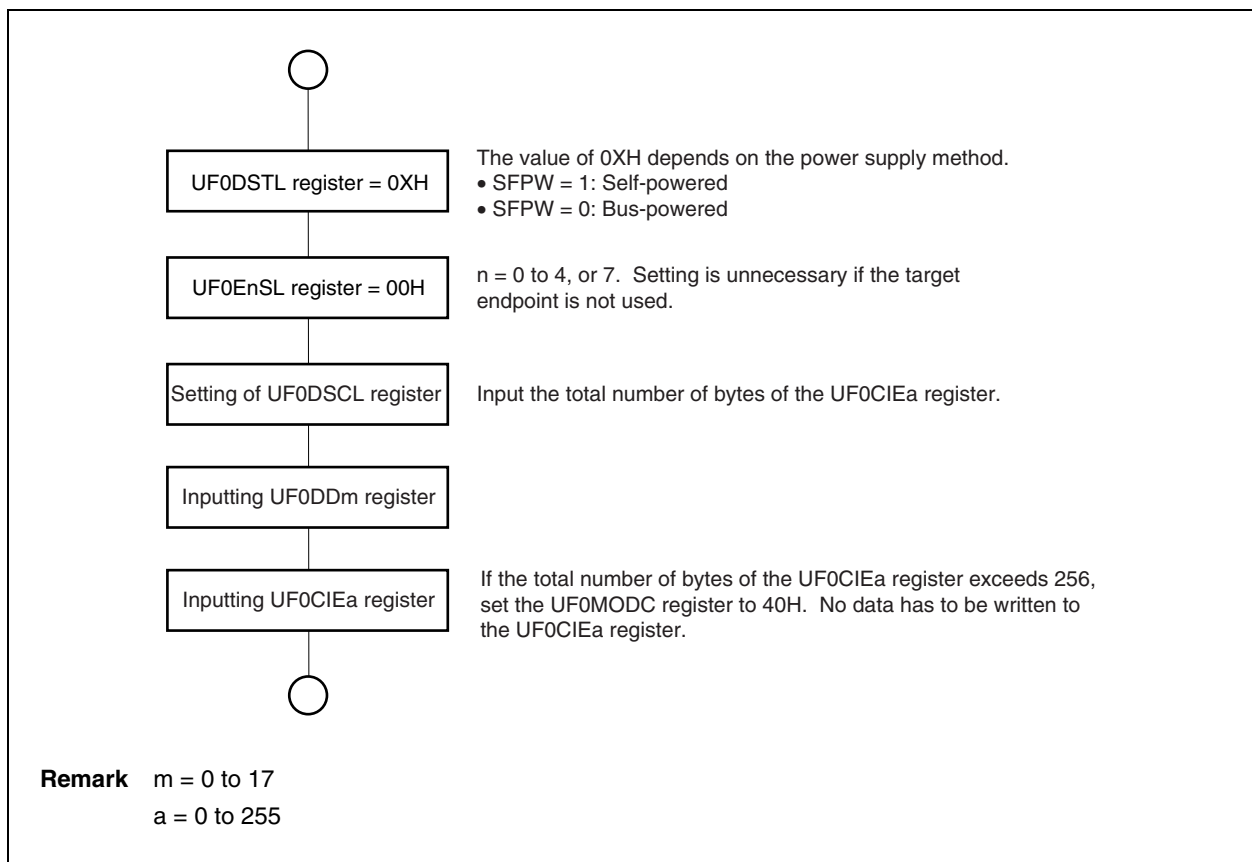 UF0DSTL register = 0XH
The value of 0XH depends on the power supply method.
• SFPW = 1: Self-powered
• SFPW = 0: Bus-powered
UF0EnSL register = 00H
n = 0 to 4, or 7.  Setting is unnecessary if the target
endpoint is not used.
Setting of UF0DSCL register
Input the total number of bytes of the UF0CIEa register.
Inputting UF0DDm register
Inputting UF0CIEa register
If the total number of bytes of the UF0CIEa register exceeds 256,
set the UF0MODC register to 40H.  No data has to be written to
the UF0CIEa register.
Remark m = 0 to 17
a = 0 to 255